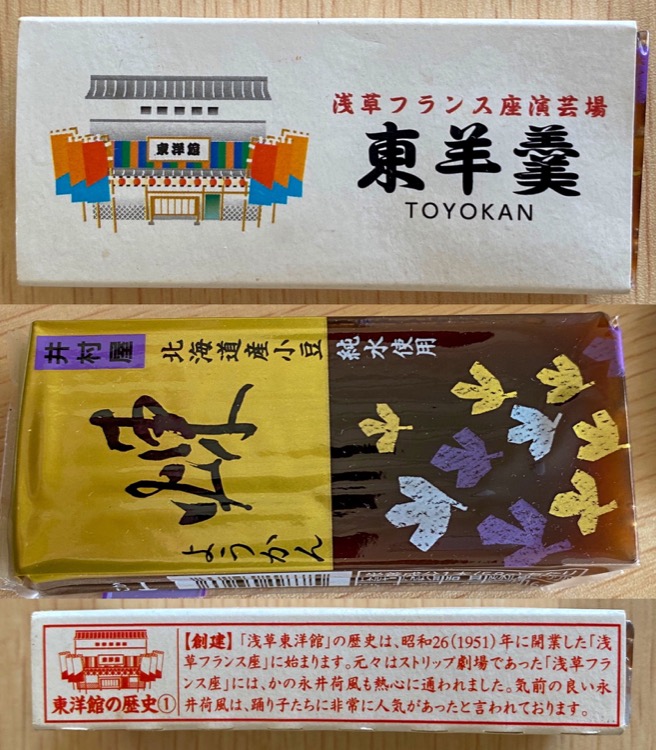 浅草フランス座演芸場
東洋館
東羊羹
TOYOKAN
井村屋
北海道産小豆
純水使用
煇
ようかん
東洋館の歴史①
【創建】「浅草東洋館」の歴史は、昭和26(1951)年に開業した「浅
草フランス座」に始まります。元々はストリップ劇場であった「浅草フラン
ス座」には、かの永井荷風も熱心に通われました。気前の良い永
井荷風は、踊り子たちに非常に人気があったと言われております。